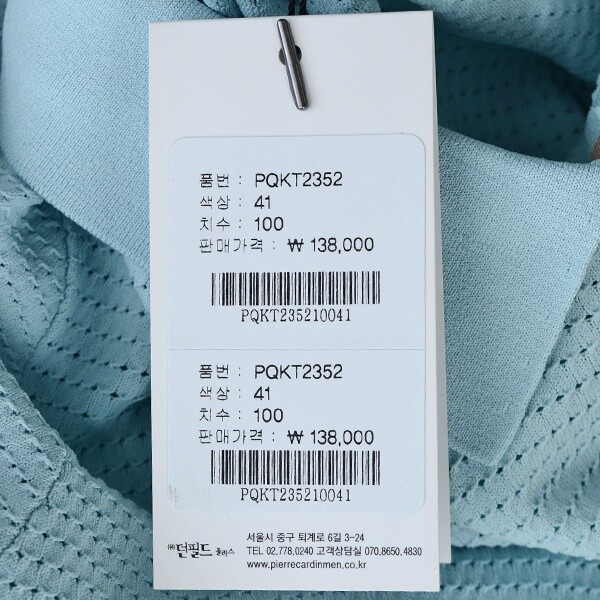 품번 : PQKT2352
색상 : 41
치수 : 100
판매가격 : ₩ 138,000
PQKT235210041
품번 : PQKT2352
색상 : 41
치수 : 100
판매가격 : ₩ 138,000
PQKT235210041
㈜던필드 플러스
서울시 중구 퇴계로 6길 3-24
TEL 02.778.0240 고객상담실 070.8650.4830
www.pierrecardinmen.co.kr